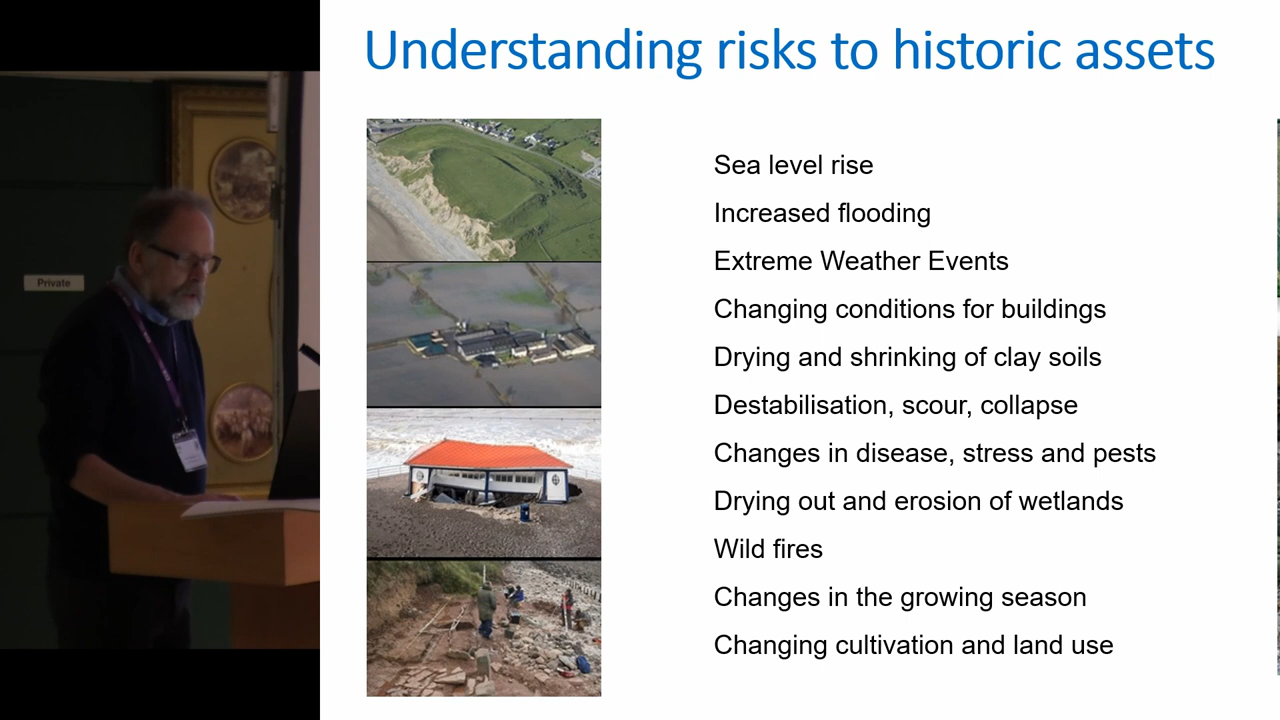 Understanding risks to historic assets
Private
Sea level rise
Increased flooding
Extreme Weather Events
Changing conditions for buildings
Drying and shrinking of clay soils
Destabilisation, scour, collapse
Changes in disease, stress and pests
Drying out and erosion of wetlands
Wild fires
Changes in the growing season
Changing cultivation and land use